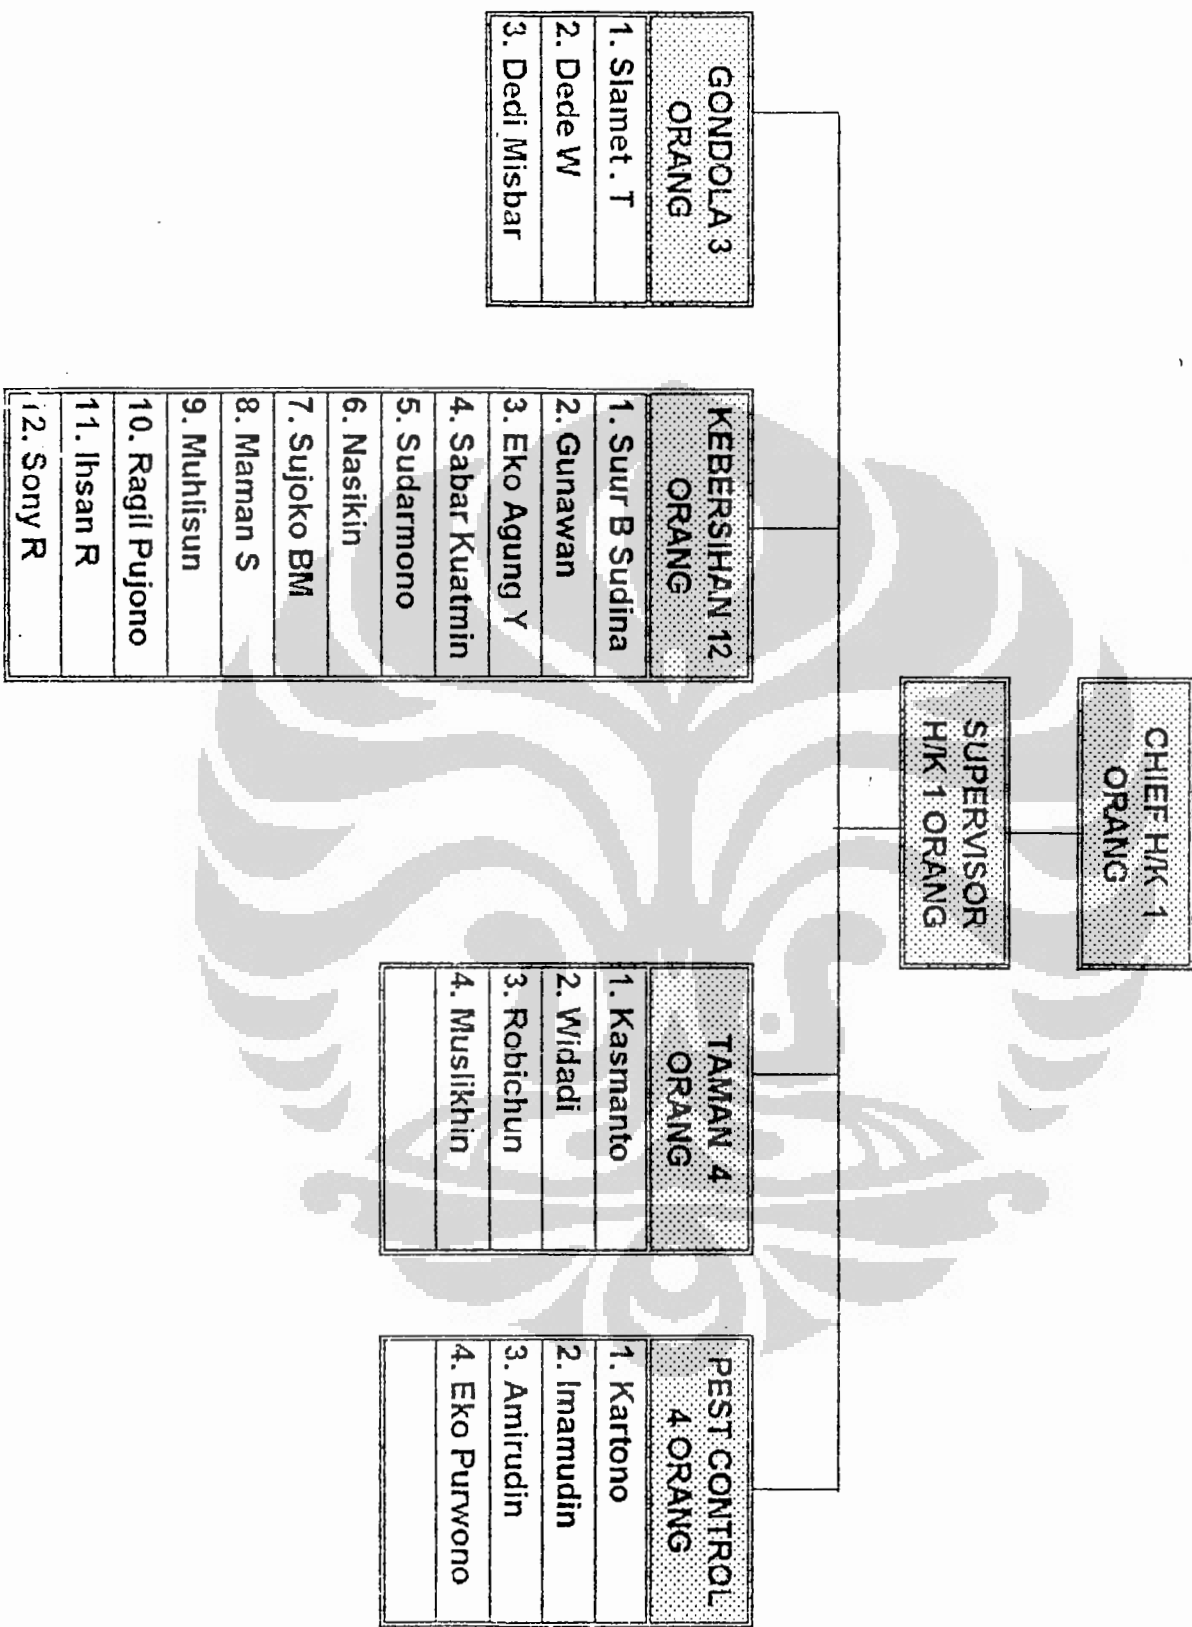 CHIEF H/K 1
ORANG
SUPERVISOR
H/K 1 ORANG
GONDOLA 3
ORANG
1. Slamet . T
2. Dede W
3. Dedi Misbar
KEBERSIHAN 12
ORANG
1. Suur B Sudina
2. Gunawan
3. Eko Agung Y
4. Sabar Kuatmin
5. Sudarmono
6. Nasikin
7. Sujoko BM
8. Maman S
9. Muhlisun
10. Ragil Pujono
11. Ihsan R
12. Sony R
TAMAN 4
ORANG
1. Kasmanto
2. Widadi
3. Robichun
4. Muslikhin
PEST CONTROL
4 ORANG
1. Kartono
2. Imamudin
3. Amirudin
4. Eko Purwono